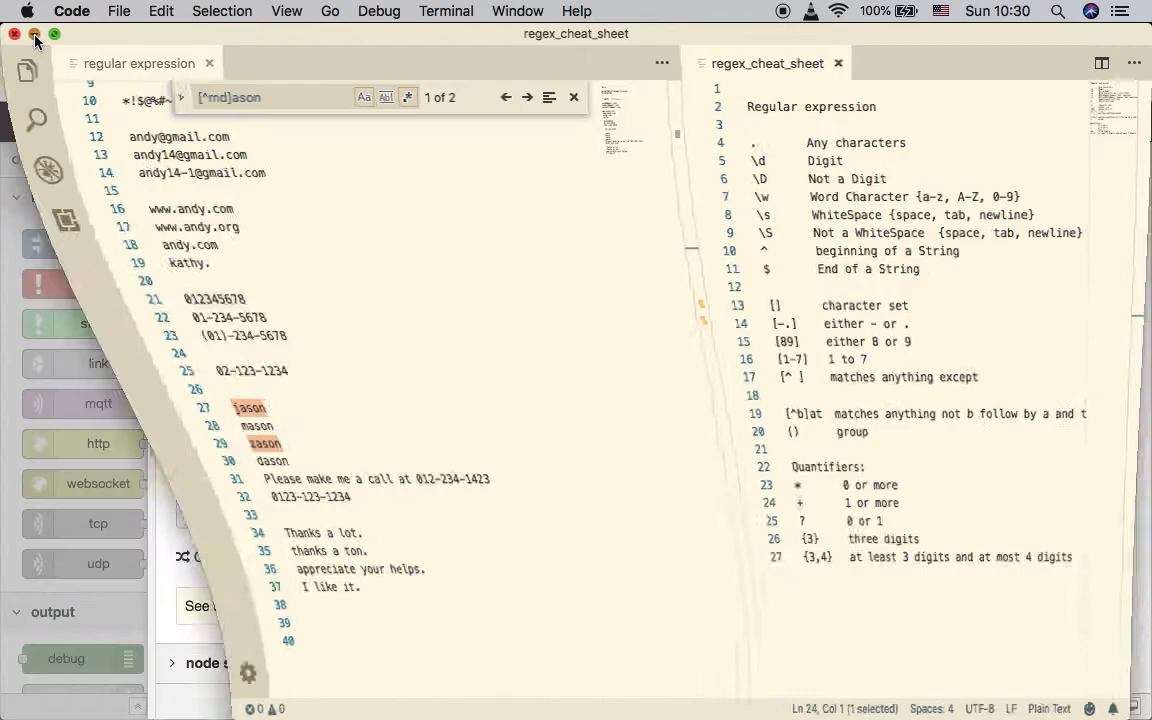 Code File Edit Selection View Go Debug Terminal Window Help 100% Sun 10:30
regex_cheat_sheet
regular expression
regex_cheat_sheet
[^md]ason Aa Abl .* 1 of 2
9
10 *!$@%#~
11
12 andy@gmail.com
13 andy14@gmail.com
14 andy14-1@gmail.com
15
16 www.andy.com
17 www.andy.org
18 andy.com
19 kathy.
20
21 012345678
22 01-234-5678
23 (01)-234-5678
24
25 02-123-1234
26
27 jason
28 mason
29 zason
30 dason
31 Please make me a call at 012-234-1423
32 0123-123-1234
33
34 Thanks a lot.
35 thanks a ton.
36 appreciate your helps.
37 I like it.
38
39
40
1
2 Regular expression
3
4 . Any characters
5 \d Digit
6 \D Not a Digit
7 \w Word Character {a-z, A-Z, 0-9}
8 \s WhiteSpace {space, tab, newline}
9 \S Not a WhiteSpace {space, tab, newline}
10 ^ beginning of a String
11 $ End of a String
12
13 [] character set
14 [-.] either - or .
15 [89] either 8 or 9
16 [1-7] 1 to 7
17 [^ ] matches anything except
18
19 [^b]at matches anything not b follow by a and t
20 () group
21
22 Quantifiers:
23 * 0 or more
24 + 1 or more
25 ? 0 or 1
26 {3} three digits
27 {3,4} at least 3 digits and at most 4 digits
link
mqtt
http
websocket
tcp
udp
output
debug
See
node
0 0 Ln 24, Col 1 (1 selected) Spaces: 4 UTF-8 LF Plain Text